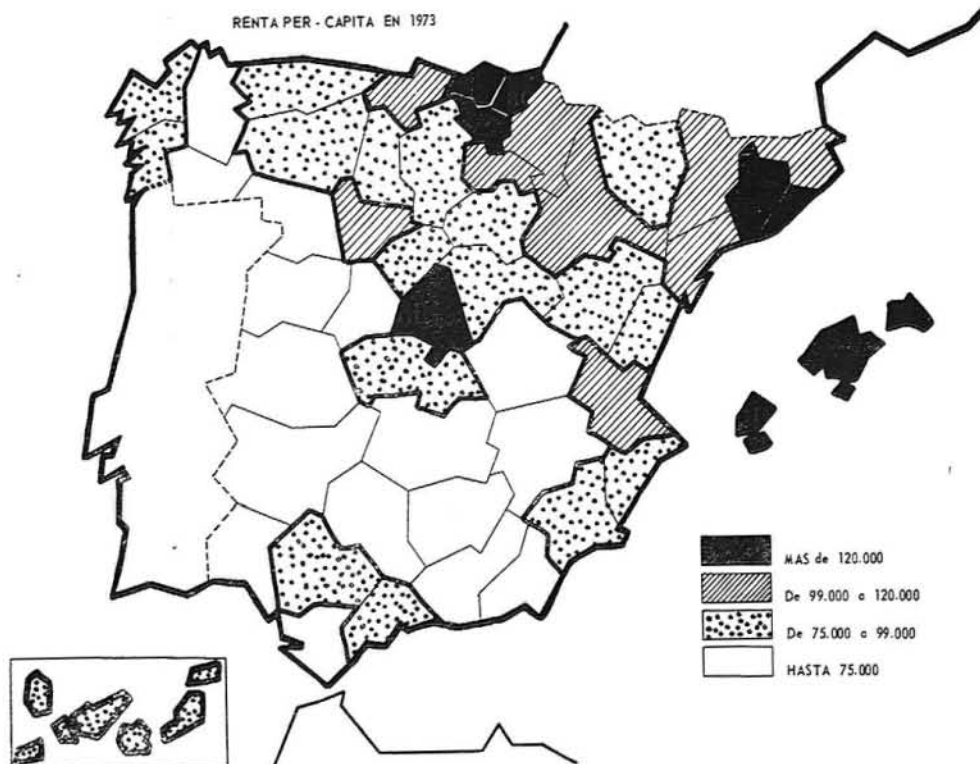 RENTA PER - CAPITA EN 1973
MAS de 120.000
De 99.000 a 120.000
De 75.000 a 99.000
HASTA 75.000